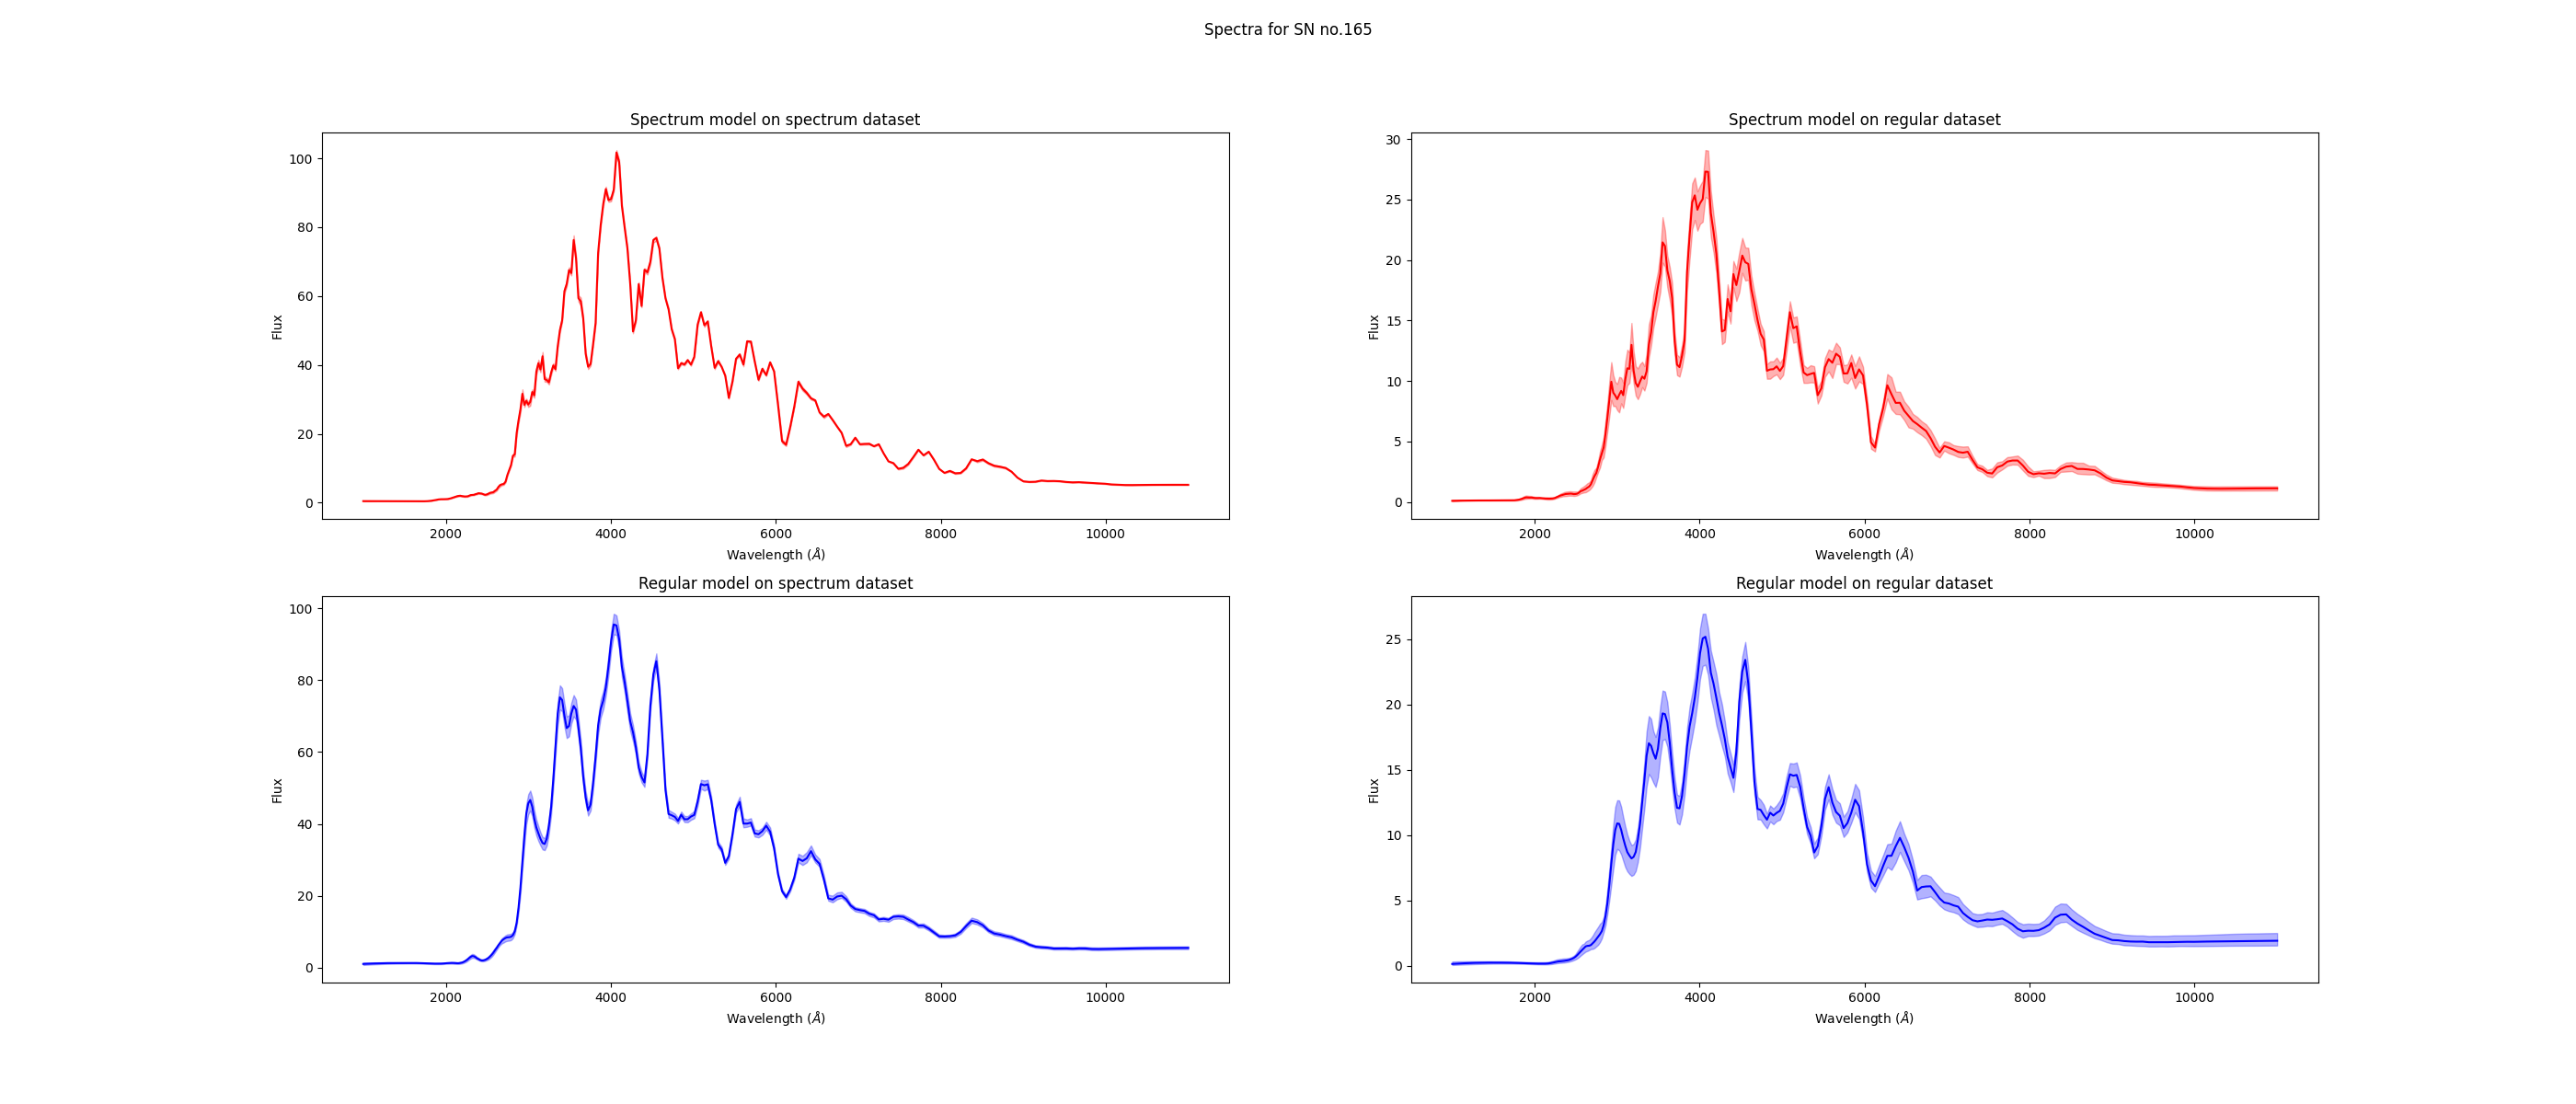 Spectra for SN no.165
Spectrum model on spectrum dataset
100
80
60
40
20
0
Flux
2000 4000 6000 8000 10000
Wavelength (Å)
Spectrum model on regular dataset
30
25
20
15
10
5
0
Flux
2000 4000 6000 8000 10000
Wavelength (Å)
Regular model on spectrum dataset
100
80
60
40
20
0
Flux
2000 4000 6000 8000 10000
Wavelength (Å)
Regular model on regular dataset
25
20
15
10
5
0
Flux
2000 4000 6000 8000 10000
Wavelength (Å)